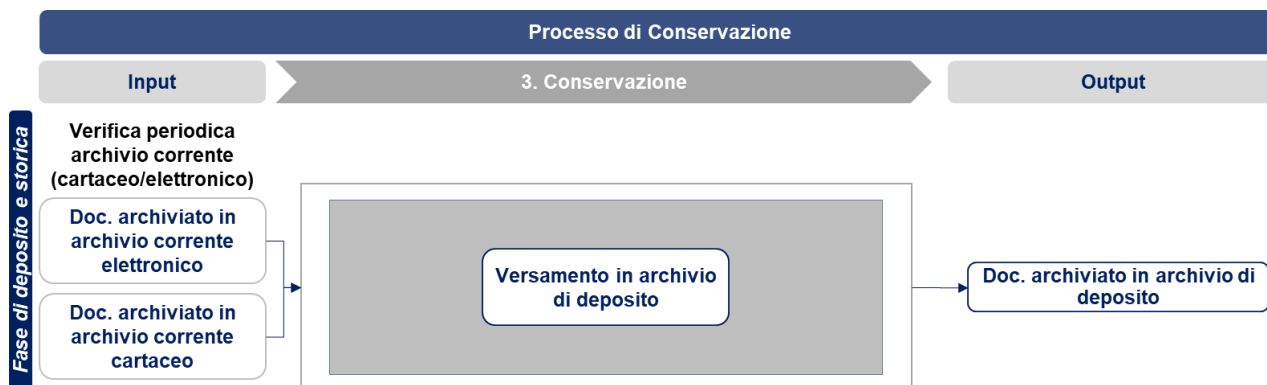 Processo di Conservazione
Input
3. Conservazione
Output
Fase di deposito e storica
Verifica periodica
archivio corrente
(cartaceo/elettronico)
Doc. archiviato in
archivio corrente
elettronico
Doc. archiviato in
archivio corrente
cartaceo
Versamento in archivio
di deposito
Doc. archiviato in archivio di
deposito